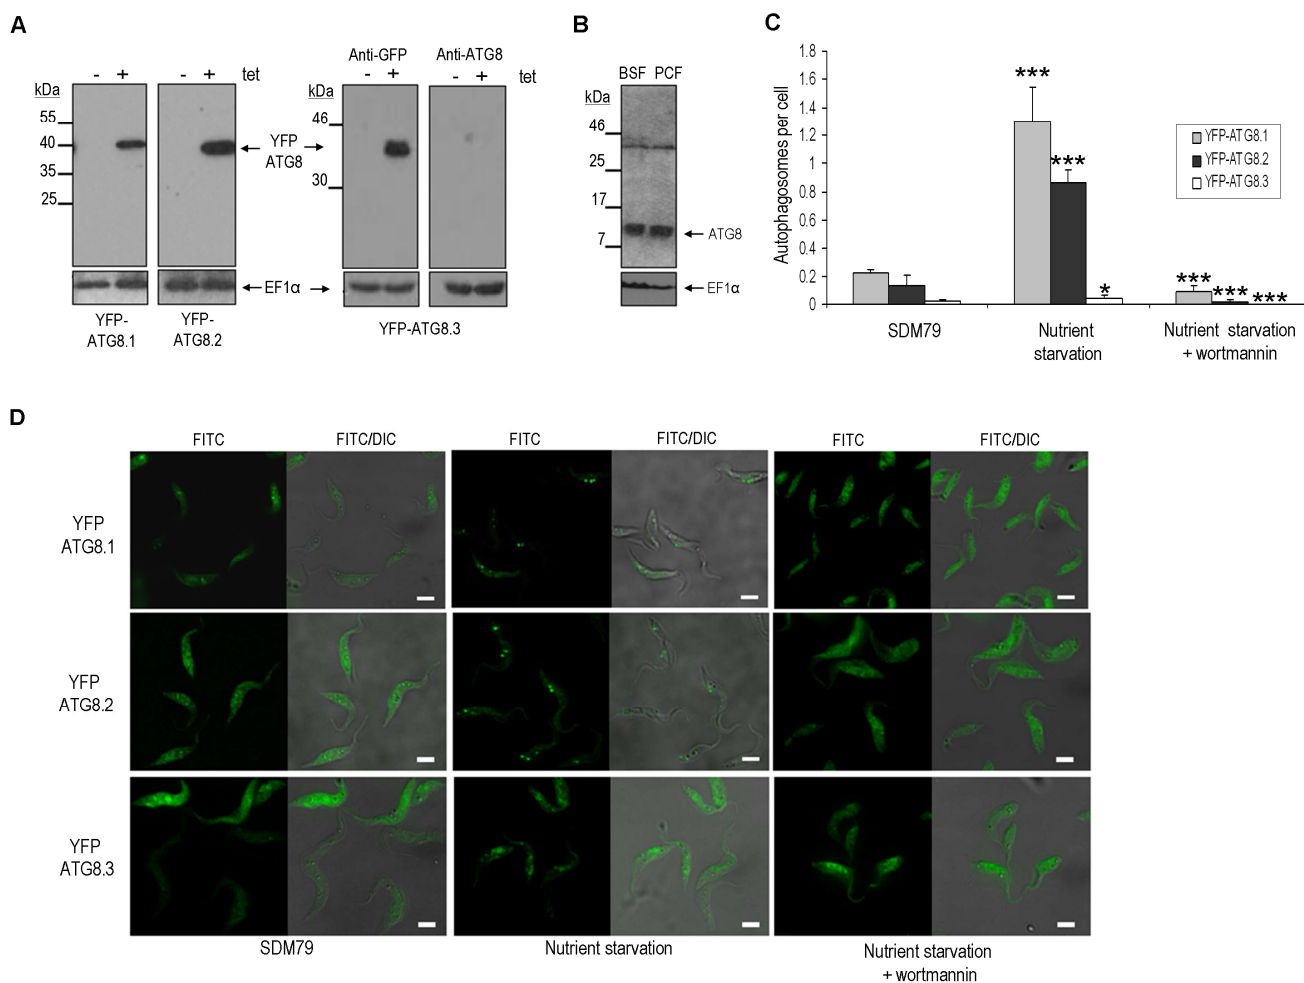 A
- + - + tet
kDa
55
40
35
25
YFP
ATG8
EF1α
YFP-
ATG8.1
YFP-
ATG8.2
Anti-GFP Anti-ATG8
- + - + tet
kDa
46
30
YFP-ATG8.3
B
BSF PCF
kDa
46
25
17
7
ATG8
EF1α
C
Autophagosomes per cell
1.8
1.6
1.4
1.2
1
0.8
0.6
0.4
0.2
0
***
***
*
***
***
***
YFP-ATG8.1
YFP-ATG8.2
YFP-ATG8.3
SDM79
Nutrient
starvation
Nutrient starvation
+ wortmannin
D
FITC FITC/DIC FITC FITC/DIC FITC FITC/DIC
YFP
ATG8.1
YFP
ATG8.2
YFP
ATG8.3
SDM79
Nutrient starvation
Nutrient starvation
+ wortmannin